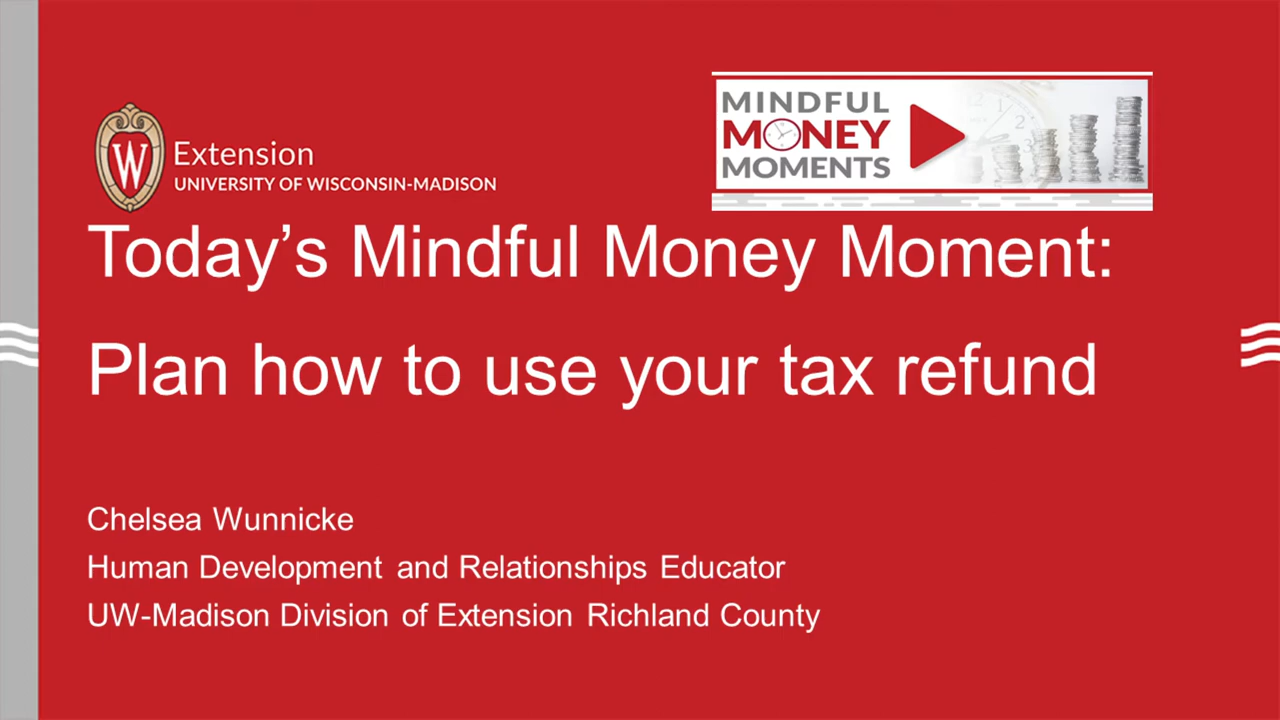 W
Extension
UNIVERSITY OF WISCONSIN-MADISON
MINDFUL
MONEY
MOMENTS
Today's Mindful Money Moment:
Plan how to use your tax refund
Chelsea Wunnicke
Human Development and Relationships Educator
UW-Madison Division of Extension Richland County